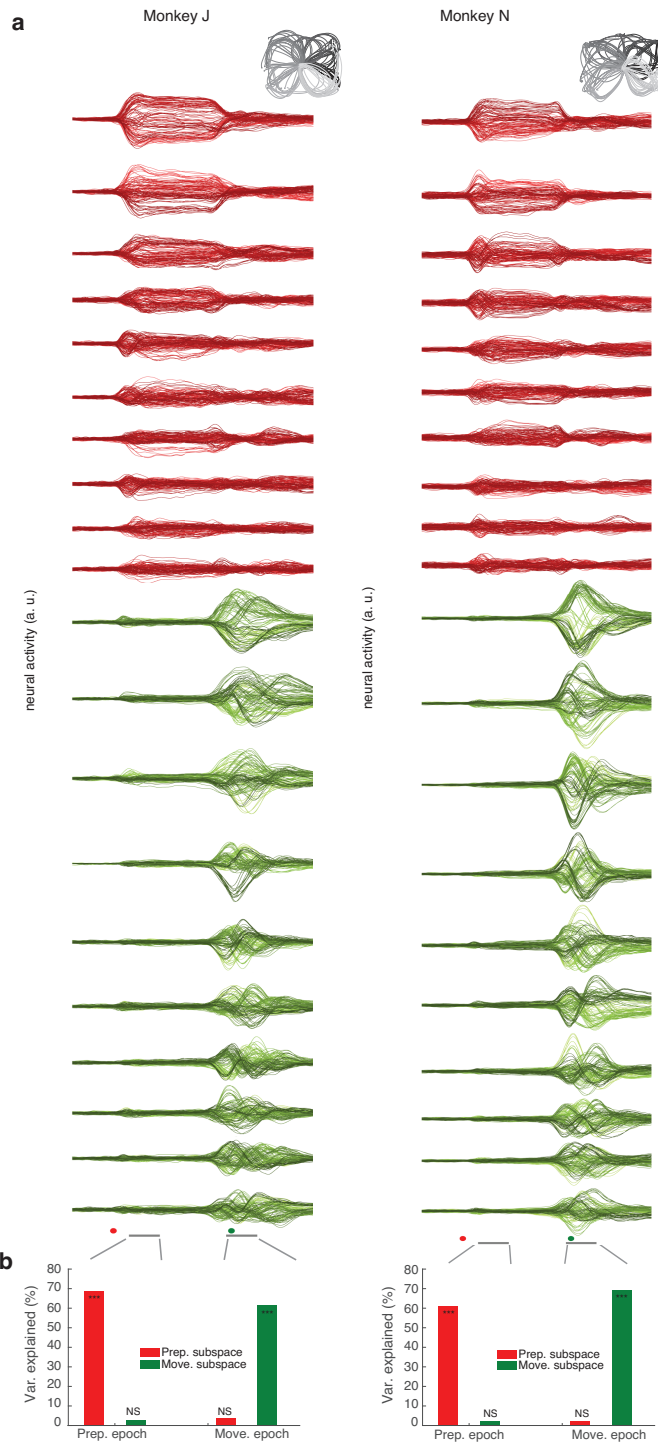 a
Monkey J
Monkey N
neural activity (a. u.)
neural activity (a. u.)
b
Var. explained (%)
80
70
60
50
40
30
20
10
0
***
NS
NS
***
Prep. subspace
Move. subspace
Prep. epoch
Move. epoch
Var. explained (%)
80
70
60
50
40
30
20
10
0
***
NS
NS
***
Prep. subspace
Move. subspace
Prep. epoch
Move. epoch